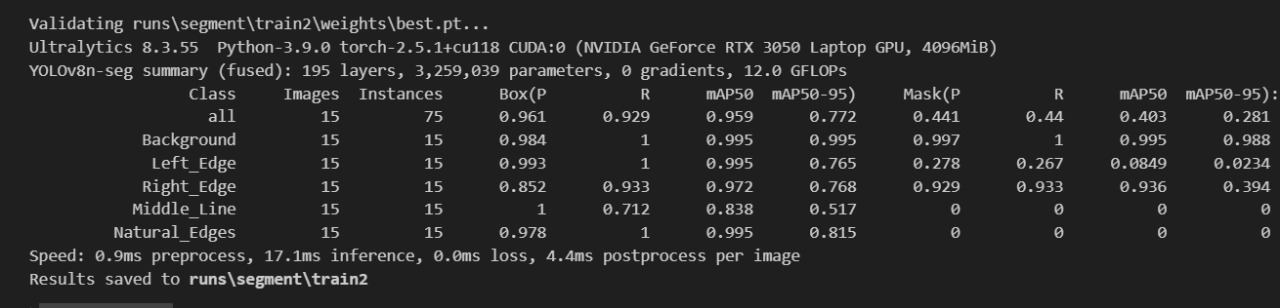 Validating runs\segment\train2\weights\best.pt...
Ultralytics 8.3.55  Python-3.9.0 torch-2.5.1+cu118 CUDA:0 (NVIDIA GeForce RTX 3050 Laptop GPU, 4096MiB)
YOLOv8n-seg summary (fused): 195 layers, 3,259,039 parameters, 0 gradients, 12.0 GFLOPs
Class Images Instances Box(P R mAP50 mAP50-95) Mask(P R mAP50 mAP50-95):
all 15 75 0.961 0.929 0.959 0.772 0.441 0.44 0.403 0.281
Background 15 15 0.984 1 0.995 0.995 0.997 1 0.995 0.988
Left_Edge 15 15 0.993 1 0.995 0.765 0.278 0.267 0.0849 0.0234
Right_Edge 15 15 0.852 0.933 0.972 0.768 0.929 0.933 0.936 0.394
Middle_Line 15 15 1 0.712 0.838 0.517 0 0 0 0
Natural_Edges 15 15 0.978 1 0.995 0.815 0 0 0 0
Speed: 0.9ms preprocess, 17.1ms inference, 0.0ms loss, 4.4ms postprocess per image
Results saved to runs\segment\train2